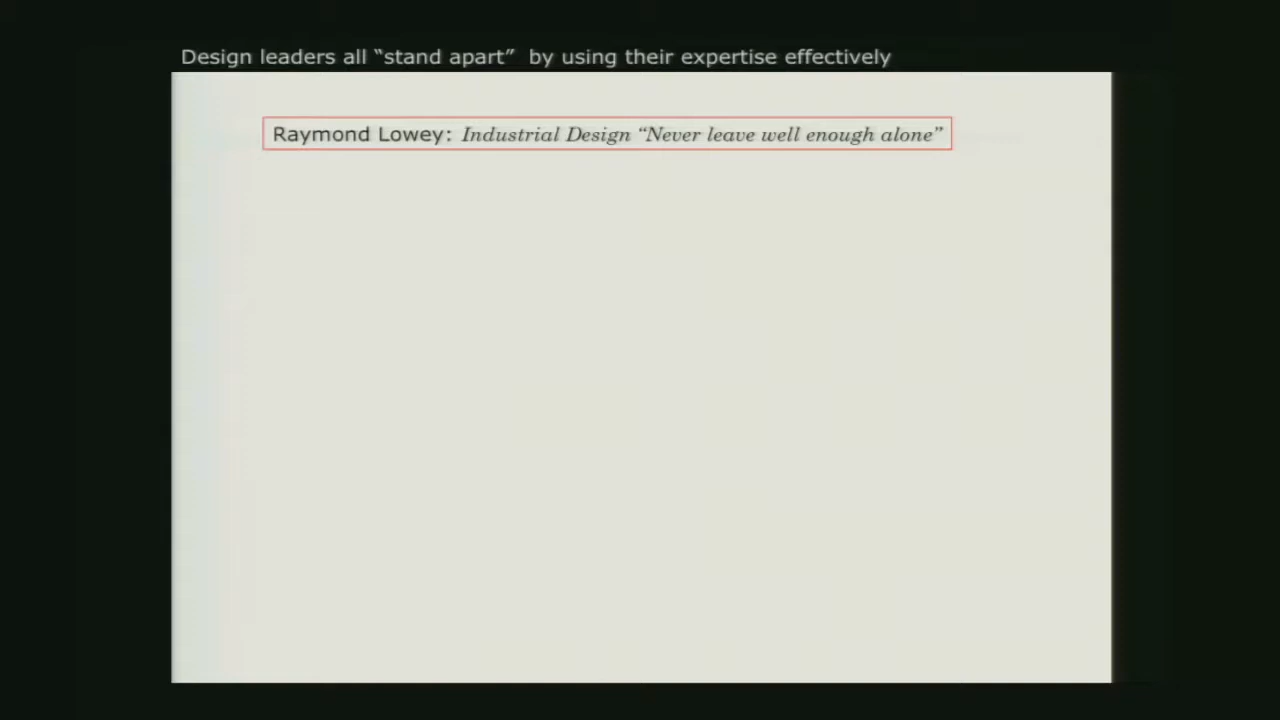 Design leaders all “stand apart”  by using their expertise effectively
Raymond Lowey: Industrial Design “Never leave well enough alone”